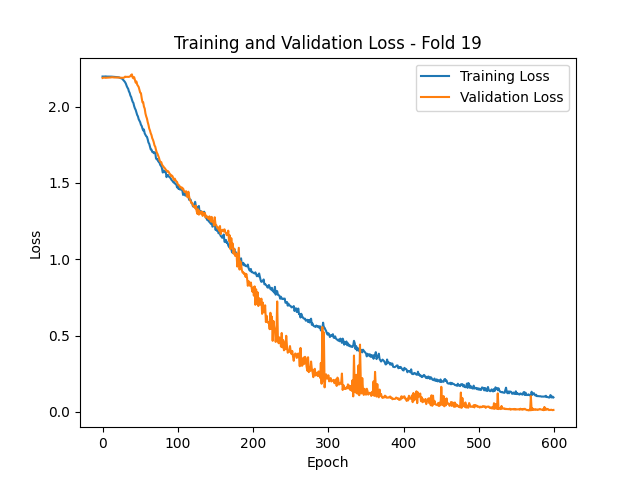 Training and Validation Loss - Fold 19
Training Loss
Validation Loss
Loss
2.0
1.5
1.0
0.5
0.0
0 100 200 300 400 500 600
Epoch